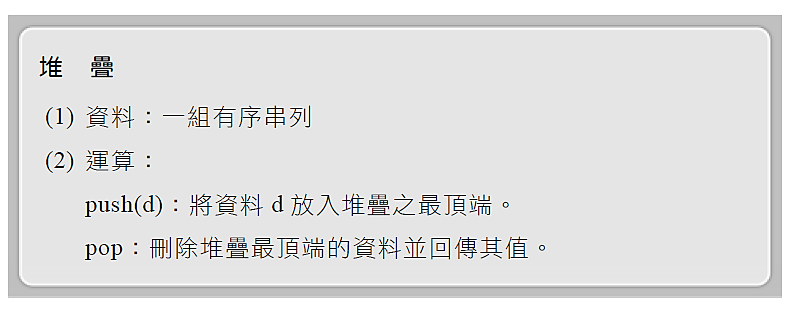 堆 疊
(1) 資料：一組有序串列
(2) 運算：
push(d)：將資料 d 放入堆疊之最頂端。
pop：刪除堆疊最頂端的資料並回傳其值。